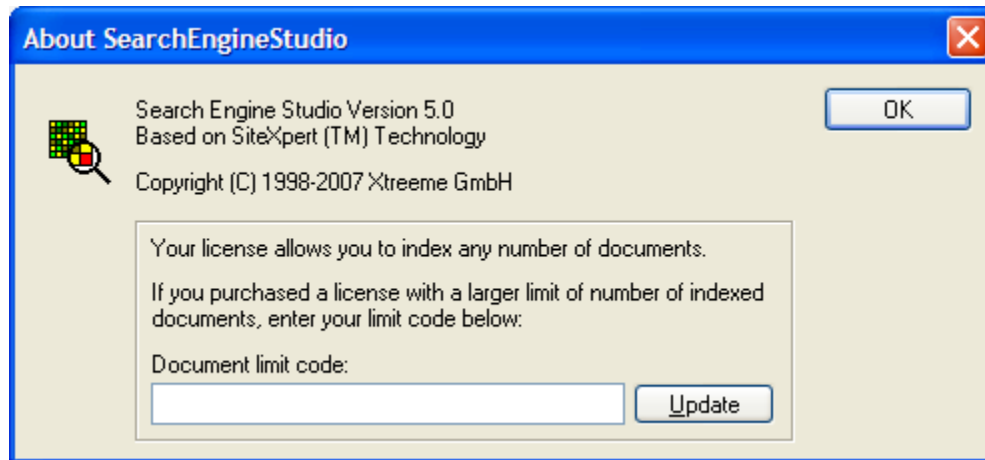 About SearchEngineStudio
Search Engine Studio Version 5.0
OK
Based on SiteXpert (TM) Technology
Copyright (C) 1998-2007 Xtreeme GmbH
Your license allows you to index any number of documents.
If you purchased a license with a larger limit of number of indexed
documents, enter your limit code below:
Document limit code:
Update